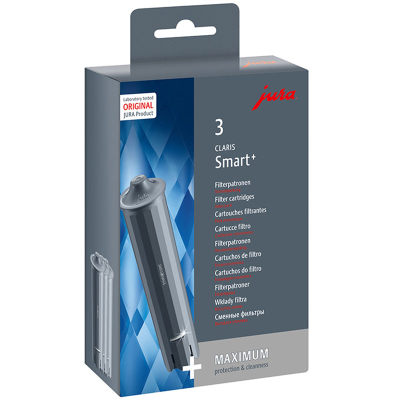 Laboratory tested
ORIGINAL
JURA Product
jura
3
CLARIS
Smart+
Filterpatronen
Filter cartridges
Cartouches filtrantes
Cartucce filtro
Filterpatronen
Cartuchos de filtro
Cartuchos do filtro
Filterpatroner
Wkłady filtra
Сменные фильтры
+ MAXIMUM
protection & cleanness